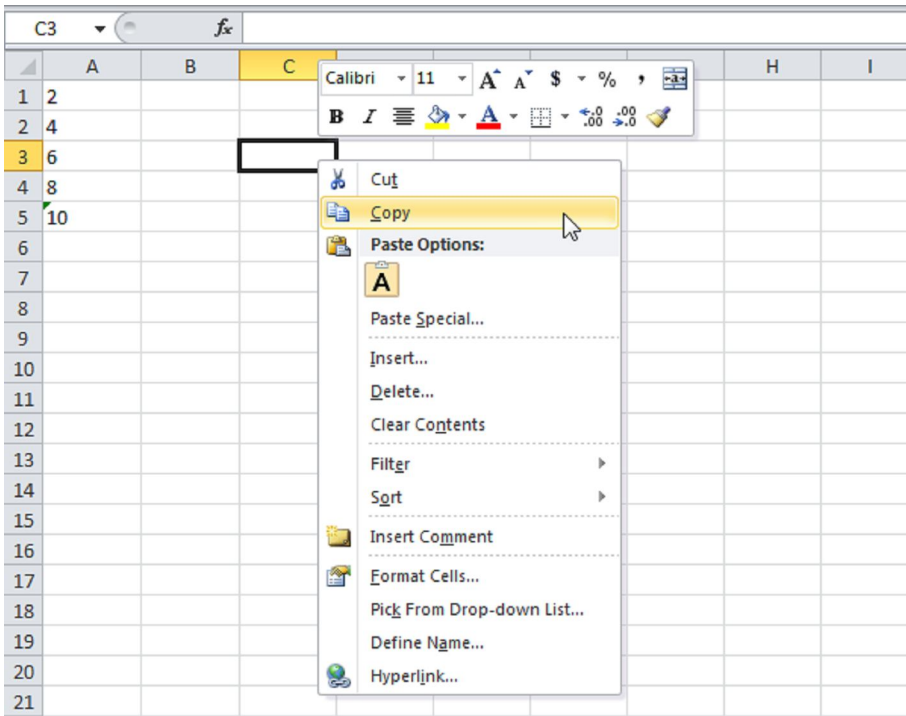 C3 fx
A B C H I
Calibri 11 A A $ % , a
B I A .00 .00
1 2
2 4
3 6
4 8
5 10
6
7
8
9
10
11
12
13
14
15
16
17
18
19
20
21
Cut
Copy
Paste Options:
A
Paste Special...
Insert...
Delete...
Clear Contents
Filter
Sort
Insert Comment
Format Cells...
Pick From Drop-down List...
Define Name...
Hyperlink...